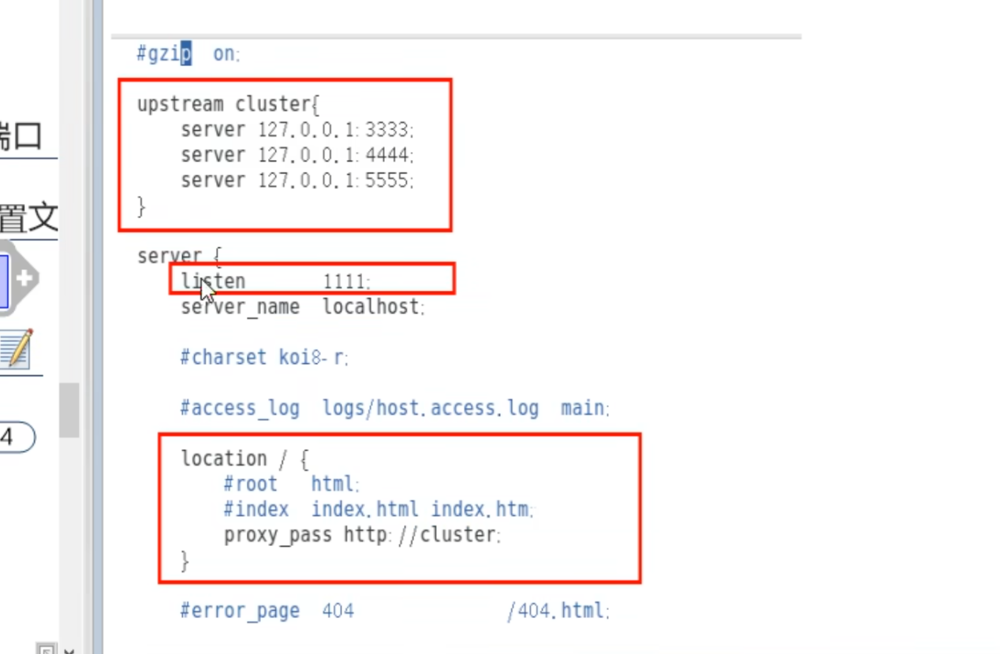 端口
置文
4
#gzip on;
upstream cluster{
server 127.0.0.1:3333;
server 127.0.0.1:4444;
server 127.0.0.1:5555;
}
server {
listen 1111;
server_name localhost;
#charset koi8-r;
#access_log logs/host.access.log main;
location / {
#root html;
#index index.html index.htm;
proxy_pass http://cluster;
}
#error_page 404 /404.html;